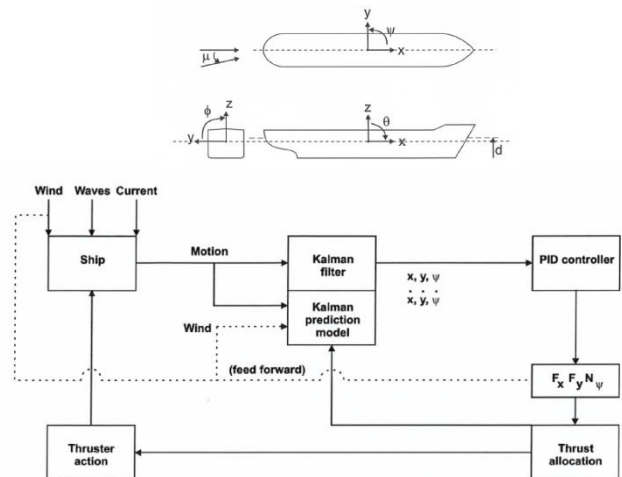 y
ψ
x
μ
φ
z
y
z
θ
x
d
Wind Waves Current
Ship
Motion
Kalman
filter
PID controller
x, y, ψ
ẋ, ẏ, ψ̇
Kalman
prediction
model
Wind
(feed forward)
Fx Fy Nψ
Thruster
action
Thrust
allocation